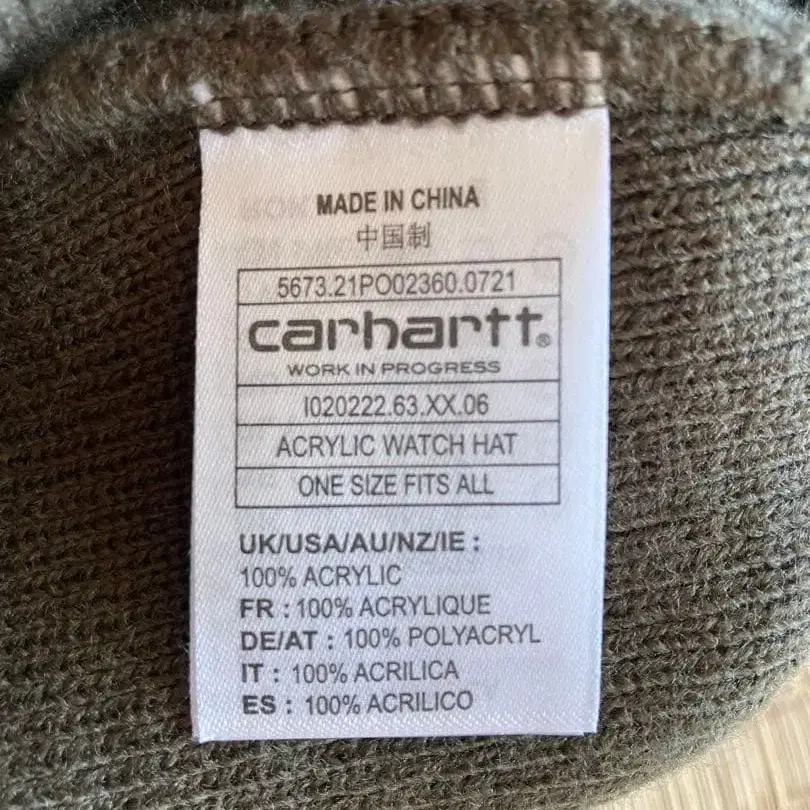 MADE IN CHINA
中国制
5673.21PO02360.0721
carhartt®
WORK IN PROGRESS
I020222.63.XX.06
ACRYLIC WATCH HAT
ONE SIZE FITS ALL
UK/USA/AU/NZ/IE :
100% ACRYLIC
FR : 100% ACRYLIQUE
DE/AT : 100% POLYACRYL
IT : 100% ACRILICA
ES : 100% ACRILICO